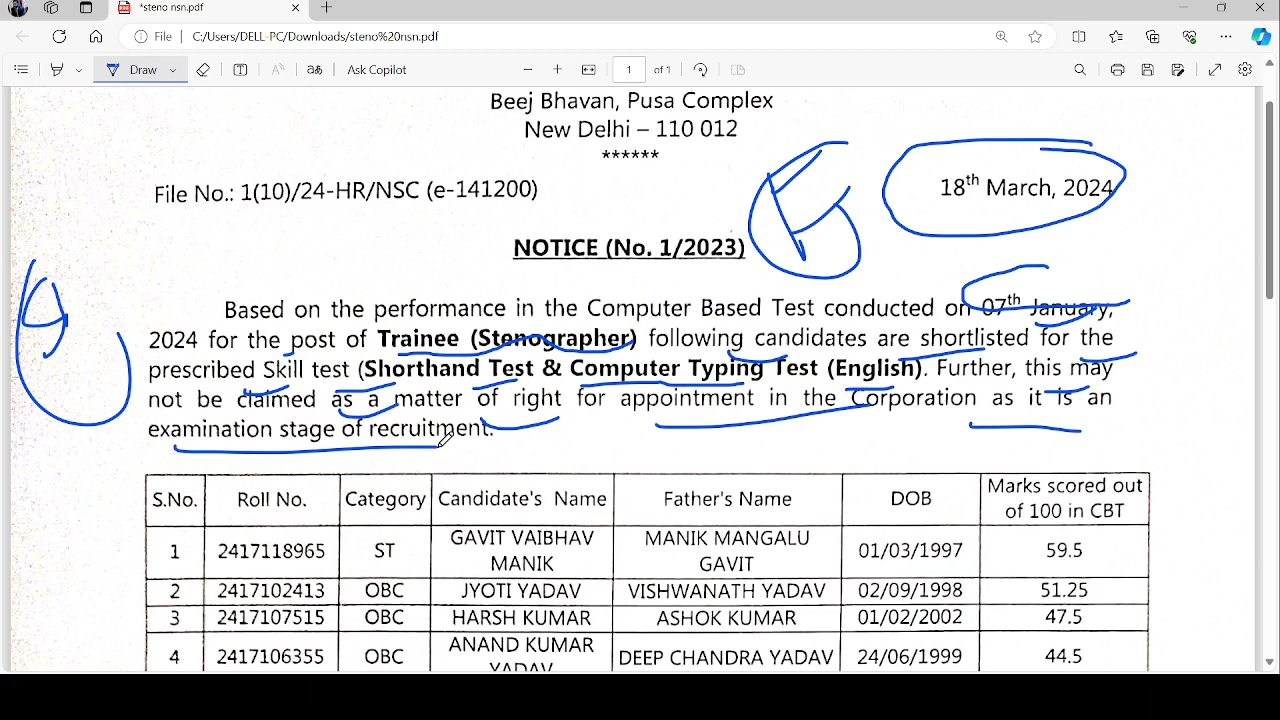 *steno nsn.pdf
File C:/Users/DELL-PC/Downloads/steno%20nsn.pdf
Draw Ask Copilot 1 of 1
Beej Bhavan, Pusa Complex
New Delhi – 110 012
******
File No.: 1(10)/24-HR/NSC (e-141200) 18th March, 2024
NOTICE (No. 1/2023)
Based on the performance in the Computer Based Test conducted on 07th January,
2024 for the post of Trainee (Stenographer) following candidates are shortlisted for the
prescribed Skill test (Shorthand Test & Computer Typing Test (English). Further, this may
not be claimed as a matter of right for appointment in the Corporation as it is an
examination stage of recruitment.
S.No. Roll No. Category Candidate's Name Father's Name DOB Marks scored out
of 100 in CBT
1 2417118965 ST GAVIT VAIBHAV MANIK MANGALU 01/03/1997 59.5
MANIK GAVIT
2 2417102413 OBC JYOTI YADAV VISHWANATH YADAV 02/09/1998 51.25
3 2417107515 OBC HARSH KUMAR ASHOK KUMAR 01/02/2002 47.5
4 2417106355 OBC ANAND KUMAR DEEP CHANDRA YADAV 24/06/1999 44.5
YADAV